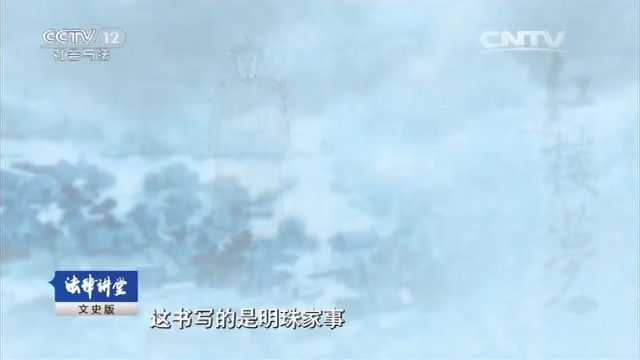 CCTV 12
社会与法
CNTV
红楼梦
法律讲堂
文史版
这书写的是明珠家事